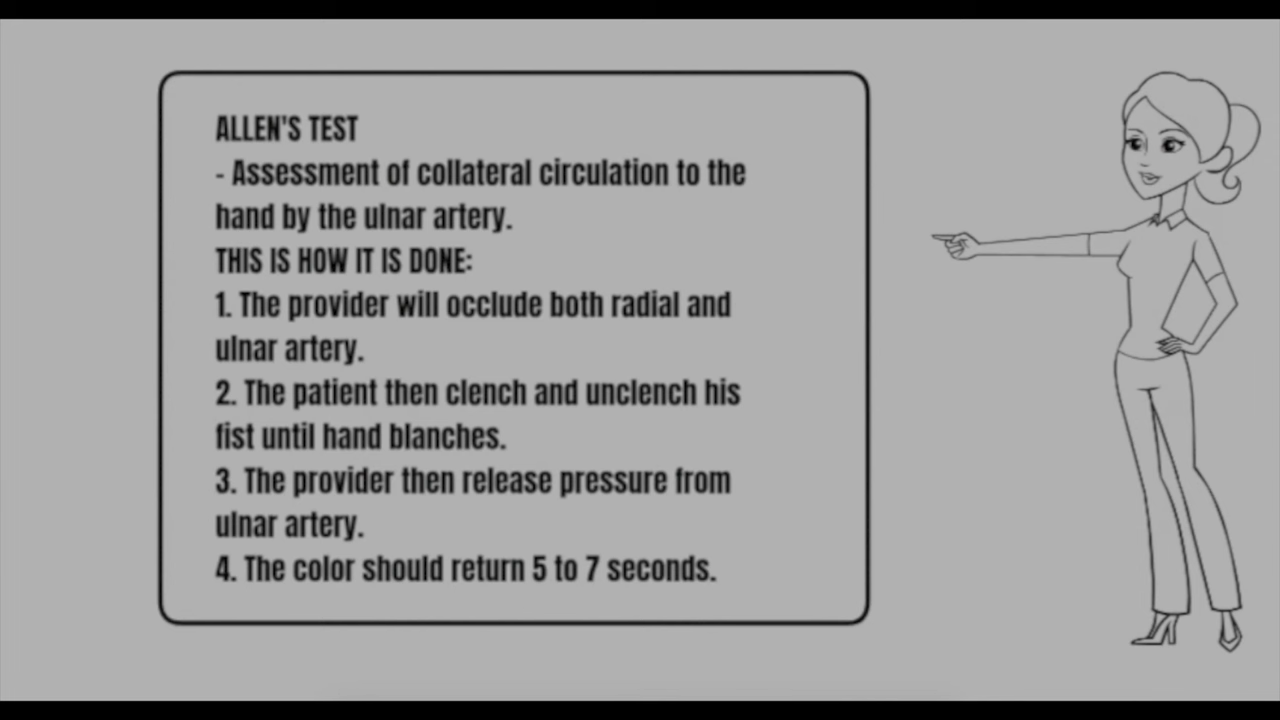 ALLEN'S TEST
- Assessment of collateral circulation to the
hand by the ulnar artery.
THIS IS HOW IT IS DONE:
1. The provider will occlude both radial and
ulnar artery.
2. The patient then clench and unclench his
fist until hand blanches.
3. The provider then release pressure from
ulnar artery.
4. The color should return 5 to 7 seconds.